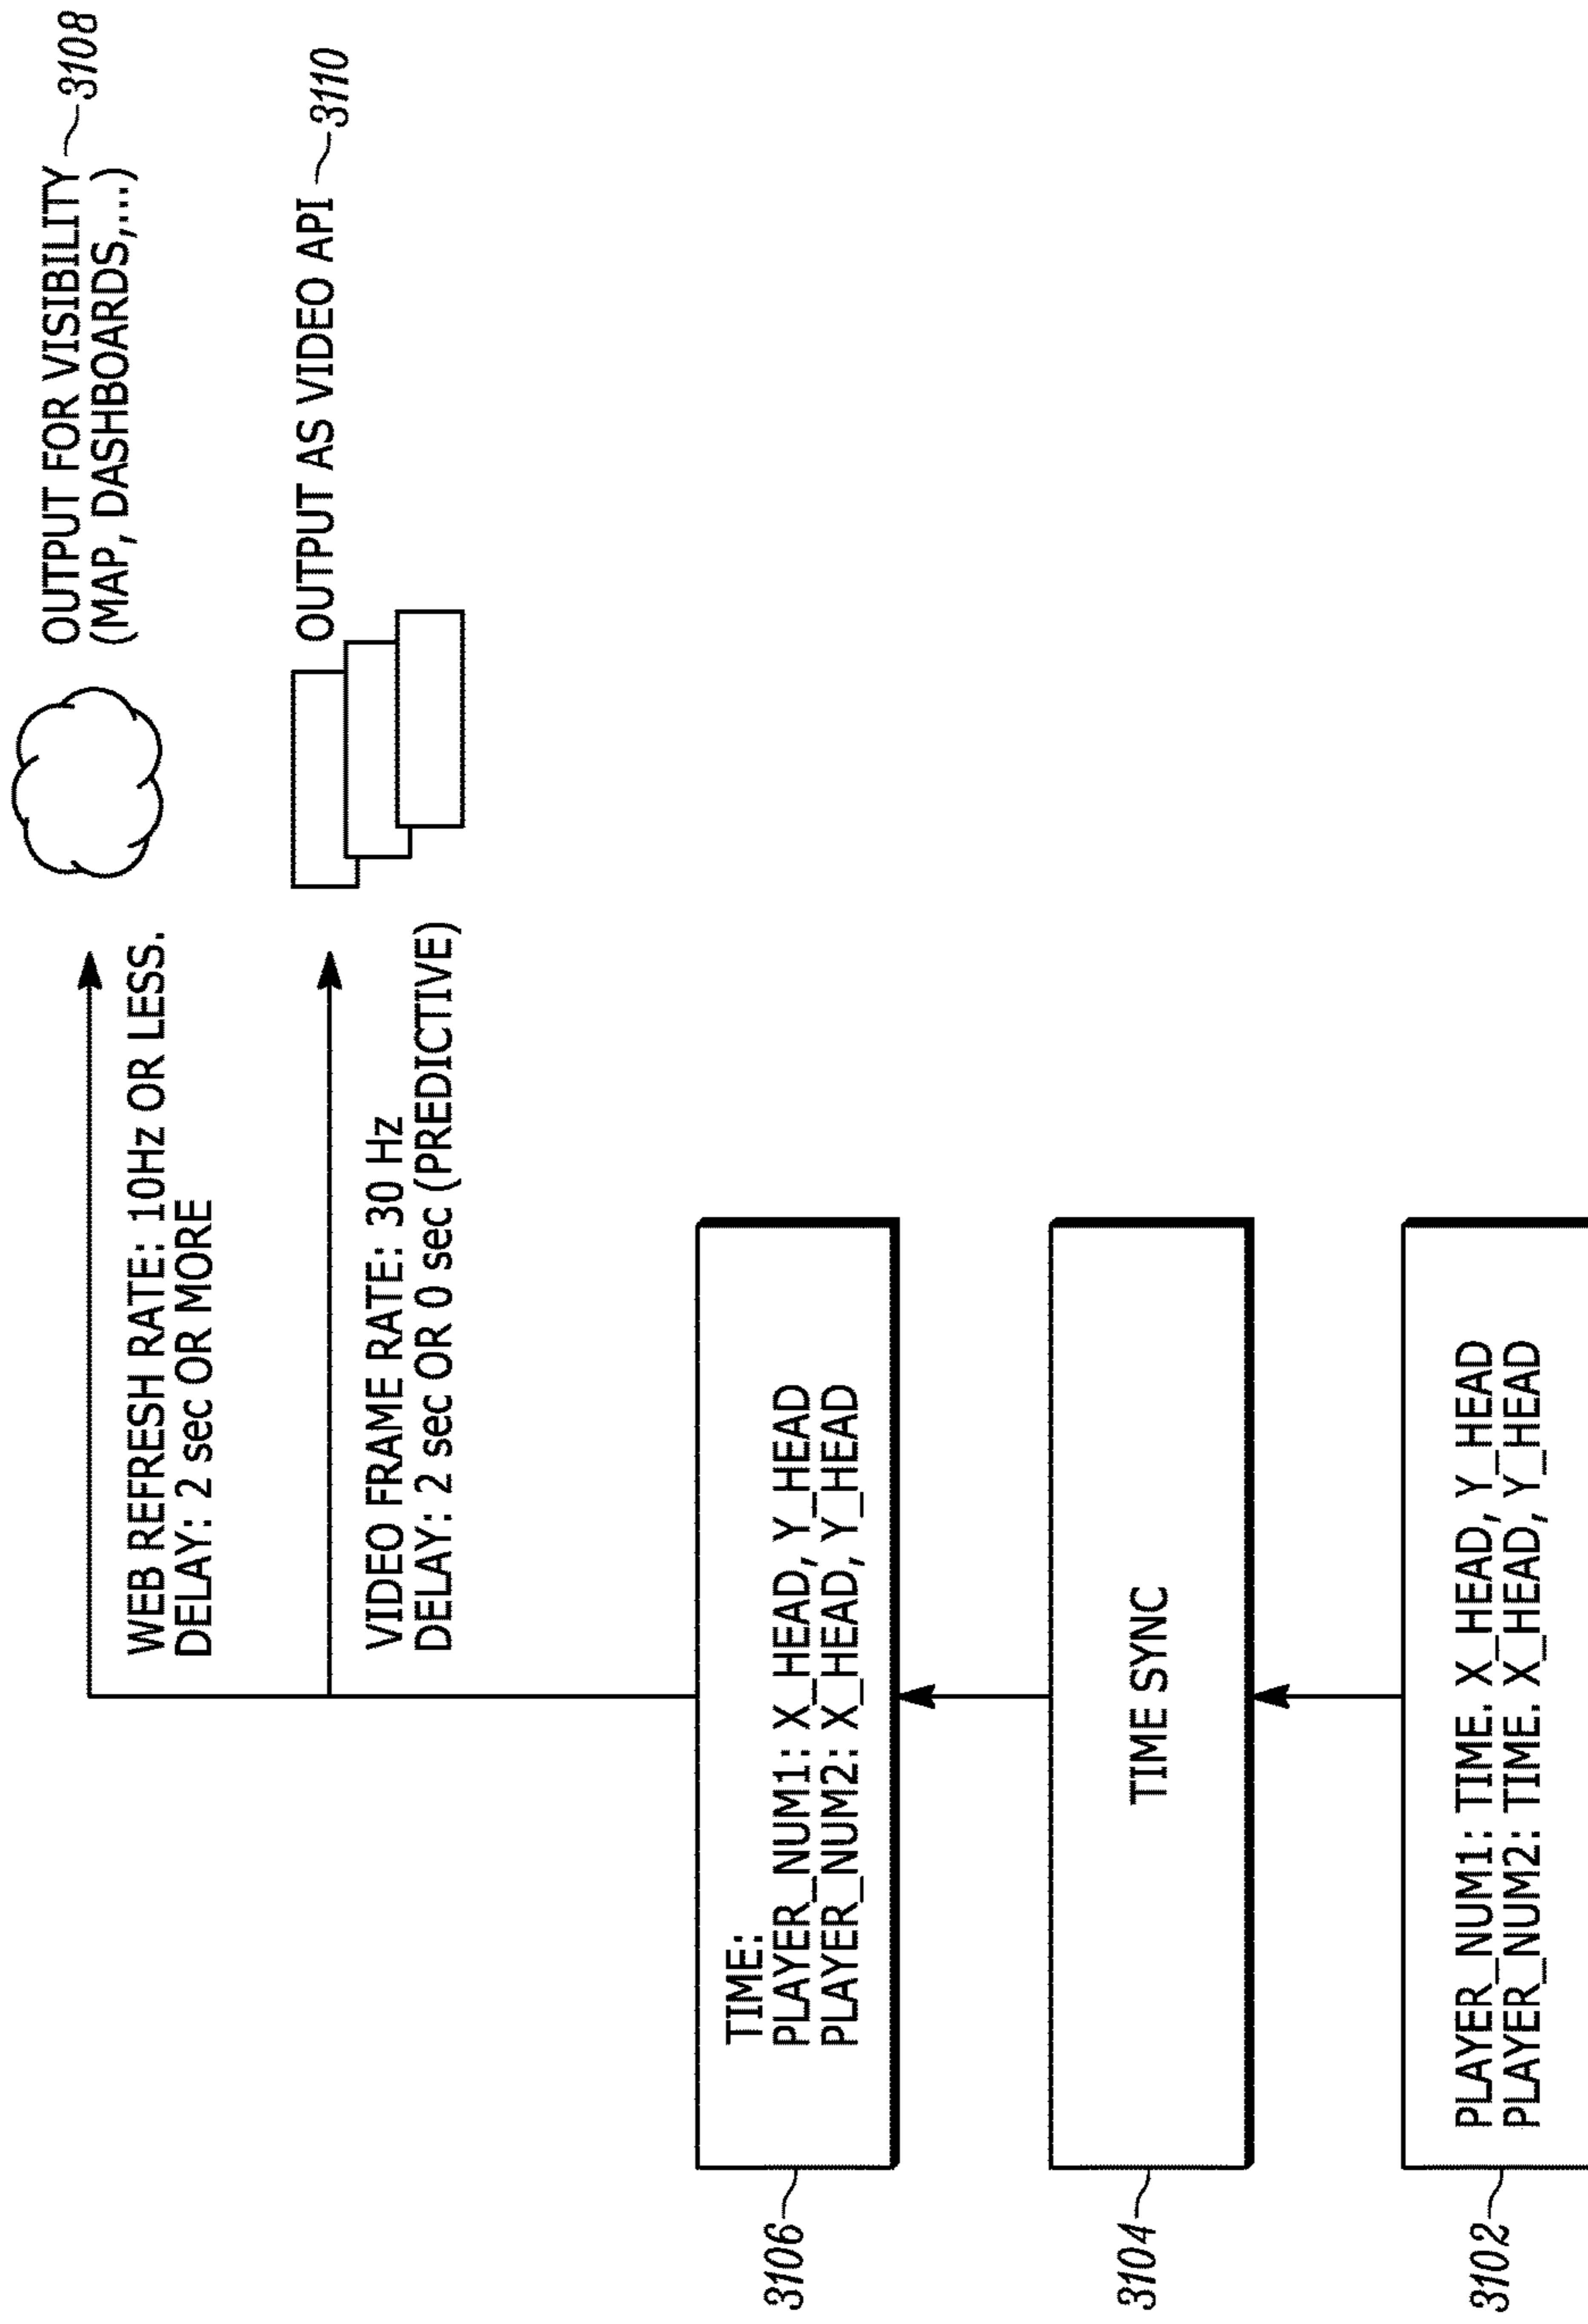 OUTPUT FOR VISIBILITY
(MAP, DASHBOARDS,...)
3108
WEB REFRESH RATE: 10Hz OR LESS.
DELAY: 2 sec OR MORE
OUTPUT AS VIDEO API
3110
VIDEO FRAME RATE: 30 Hz
DELAY: 2 sec OR 0 sec (PREDICTIVE)
3106
TIME:
PLAYER_NUM1: X_HEAD, Y_HEAD
PLAYER_NUM2: X_HEAD, Y_HEAD
3104
TIME SYNC
3102
PLAYER_NUM1: TIME. X_HEAD, Y_HEAD
PLAYER_NUM2: TIME. X_HEAD, Y_HEAD